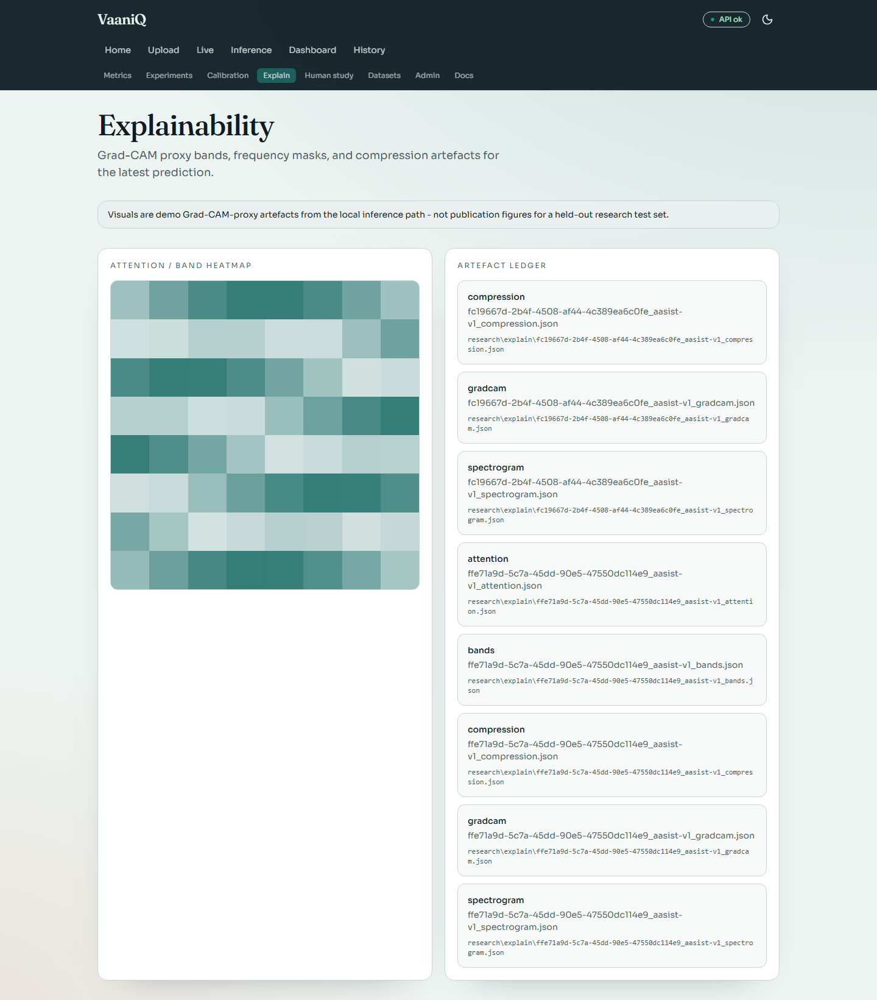 VaaniQ
API ok
Home Upload Live Inference Dashboard History
Metrics Experiments Calibration Explain Human study Datasets Admin Docs
Explainability
Grad-CAM proxy bands, frequency masks, and compression artefacts for
the latest prediction.
Visuals are demo Grad-CAM-proxy artefacts from the local inference path - not publication figures for a held-out research test set.
ATTENTION / BAND HEATMAP
ARTEFACT LEDGER
compression
fc19667d-2b4f-4508-af44-4c389ea6c0fe_aasist-
v1_compression.json
research\explain\fc19667d-2b4f-4508-af44-4c389ea6c0fe_aasist-v1_compres
sion.json
gradcam
fc19667d-2b4f-4508-af44-4c389ea6c0fe_aasist-v1_gradcam.json
research\explain\fc19667d-2b4f-4508-af44-4c389ea6c0fe_aasist-v1_gradca
m.json
spectrogram
fc19667d-2b4f-4508-af44-4c389ea6c0fe_aasist-
v1_spectrogram.json
research\explain\fc19667d-2b4f-4508-af44-4c389ea6c0fe_aasist-v1_spectro
gram.json
attention
ffe71a9d-5c7a-45dd-90e5-47550dc114e9_aasist-
v1_attention.json
research\explain\ffe71a9d-5c7a-45dd-90e5-47550dc114e9_aasist-v1_attenti
on.json
bands
ffe71a9d-5c7a-45dd-90e5-47550dc114e9_aasist-v1_bands.json
research\explain\ffe71a9d-5c7a-45dd-90e5-47550dc114e9_aasist-v1_bands.j
son
compression
ffe71a9d-5c7a-45dd-90e5-47550dc114e9_aasist-
v1_compression.json
research\explain\ffe71a9d-5c7a-45dd-90e5-47550dc114e9_aasist-v1_compres
sion.json
gradcam
ffe71a9d-5c7a-45dd-90e5-47550dc114e9_aasist-v1_gradcam.json
research\explain\ffe71a9d-5c7a-45dd-90e5-47550dc114e9_aasist-v1_gradca
m.json
spectrogram
ffe71a9d-5c7a-45dd-90e5-47550dc114e9_aasist-
v1_spectrogram.json
research\explain\ffe71a9d-5c7a-45dd-90e5-47550dc114e9_aasist-v1_spectro
gram.json